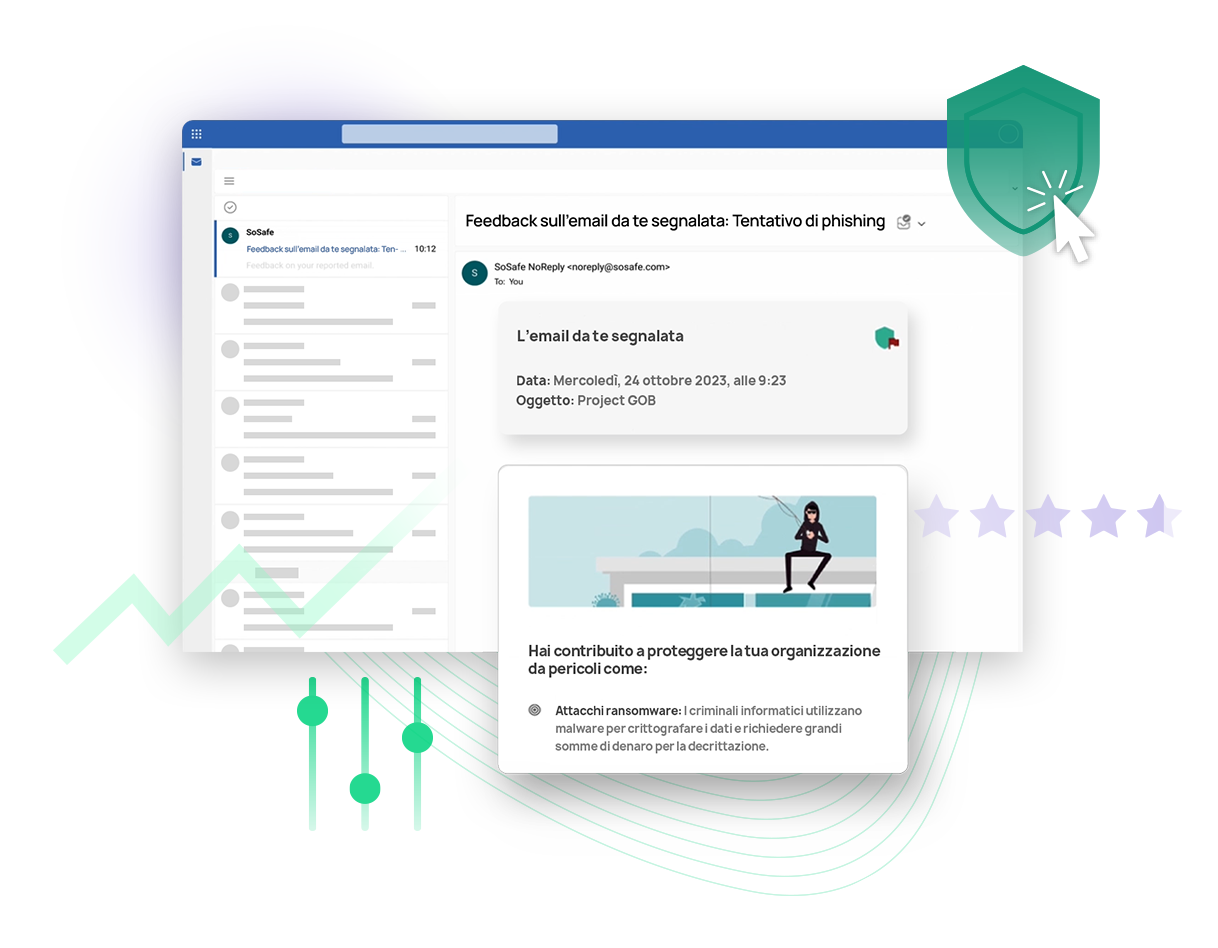 SoSafe
Feedback sull'email da te segnalata: Ten- ...
10:12
Feedback on your reported email.
Feedback sull'email da te segnalata: Tentativo di phishing
S
S
SoSafe NoReply <noreply@sosafe.com>
To: You
L'email da te segnalata
Data: Mercoledì, 24 ottobre 2023, alle 9:23
Oggetto: Project GOB
Hai contribuito a proteggere la tua organizzazione
da pericoli come:
Attacchi ransomware: I criminali informatici utilizzano
malware per crittografare i dati e richiedere grandi
somme di denaro per la decrittazione.